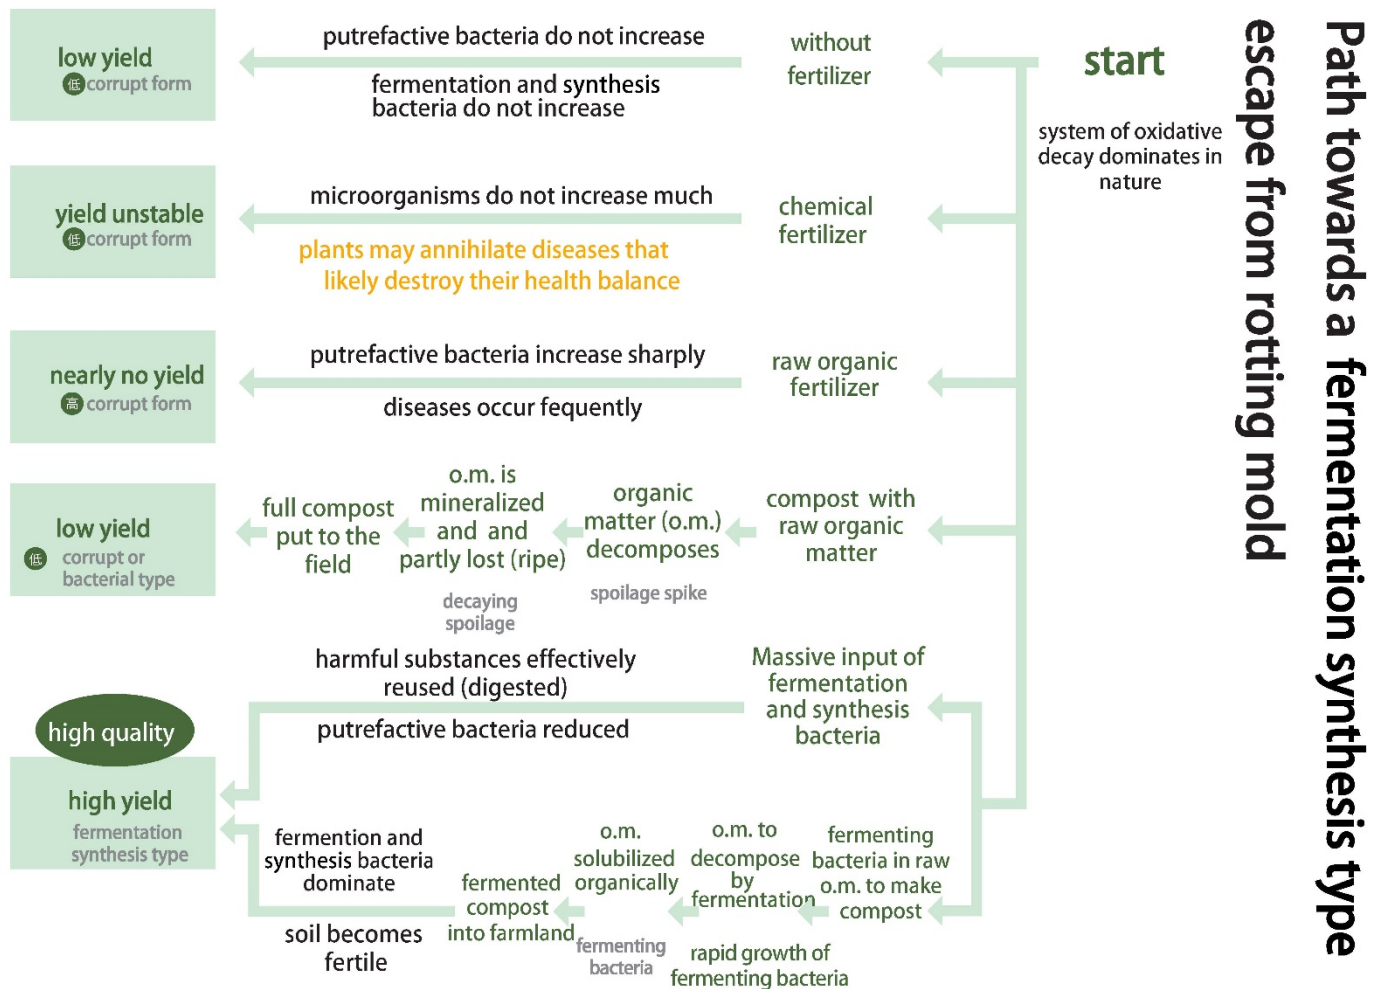 Path towards a fermentation synthesis type
escape from rotting mold
start
system of oxidative
decay dominates in
nature
without
fertilizer
putrefactive bacteria do not increase
fermentation and synthesis
bacteria do not increase
low yield
低 corrupt form
chemical
fertilizer
microorganisms do not increase much
plants may annihilate diseases that
likely destroy their health balance
yield unstable
低 corrupt form
raw organic
fertilizer
putrefactive bacteria increase sharply
diseases occur fequently
nearly no yield
高 corrupt form
compost with
raw organic
matter
organic
matter (o.m.)
decomposes
spoilage spike
o.m. is
mineralized
and and
partly lost (ripe)
decaying
spoilage
full compost
put to the
field
low yield
低 corrupt or
bacterial type
Massive input of
fermentation
and synthesis
bacteria
harmful substances effectively
reused (digested)
putrefactive bacteria reduced
high quality
high yield
fermentation
synthesis type
fermenting
bacteria in raw
o.m. to make
compost
o.m. to
decompose
by
fermentation
rapid growth of
fermenting bacteria
o.m.
solubilized
organically
fermenting
bacteria
fermented
compost
into farmland
fermention and
synthesis bacteria
dominate
soil becomes
fertile